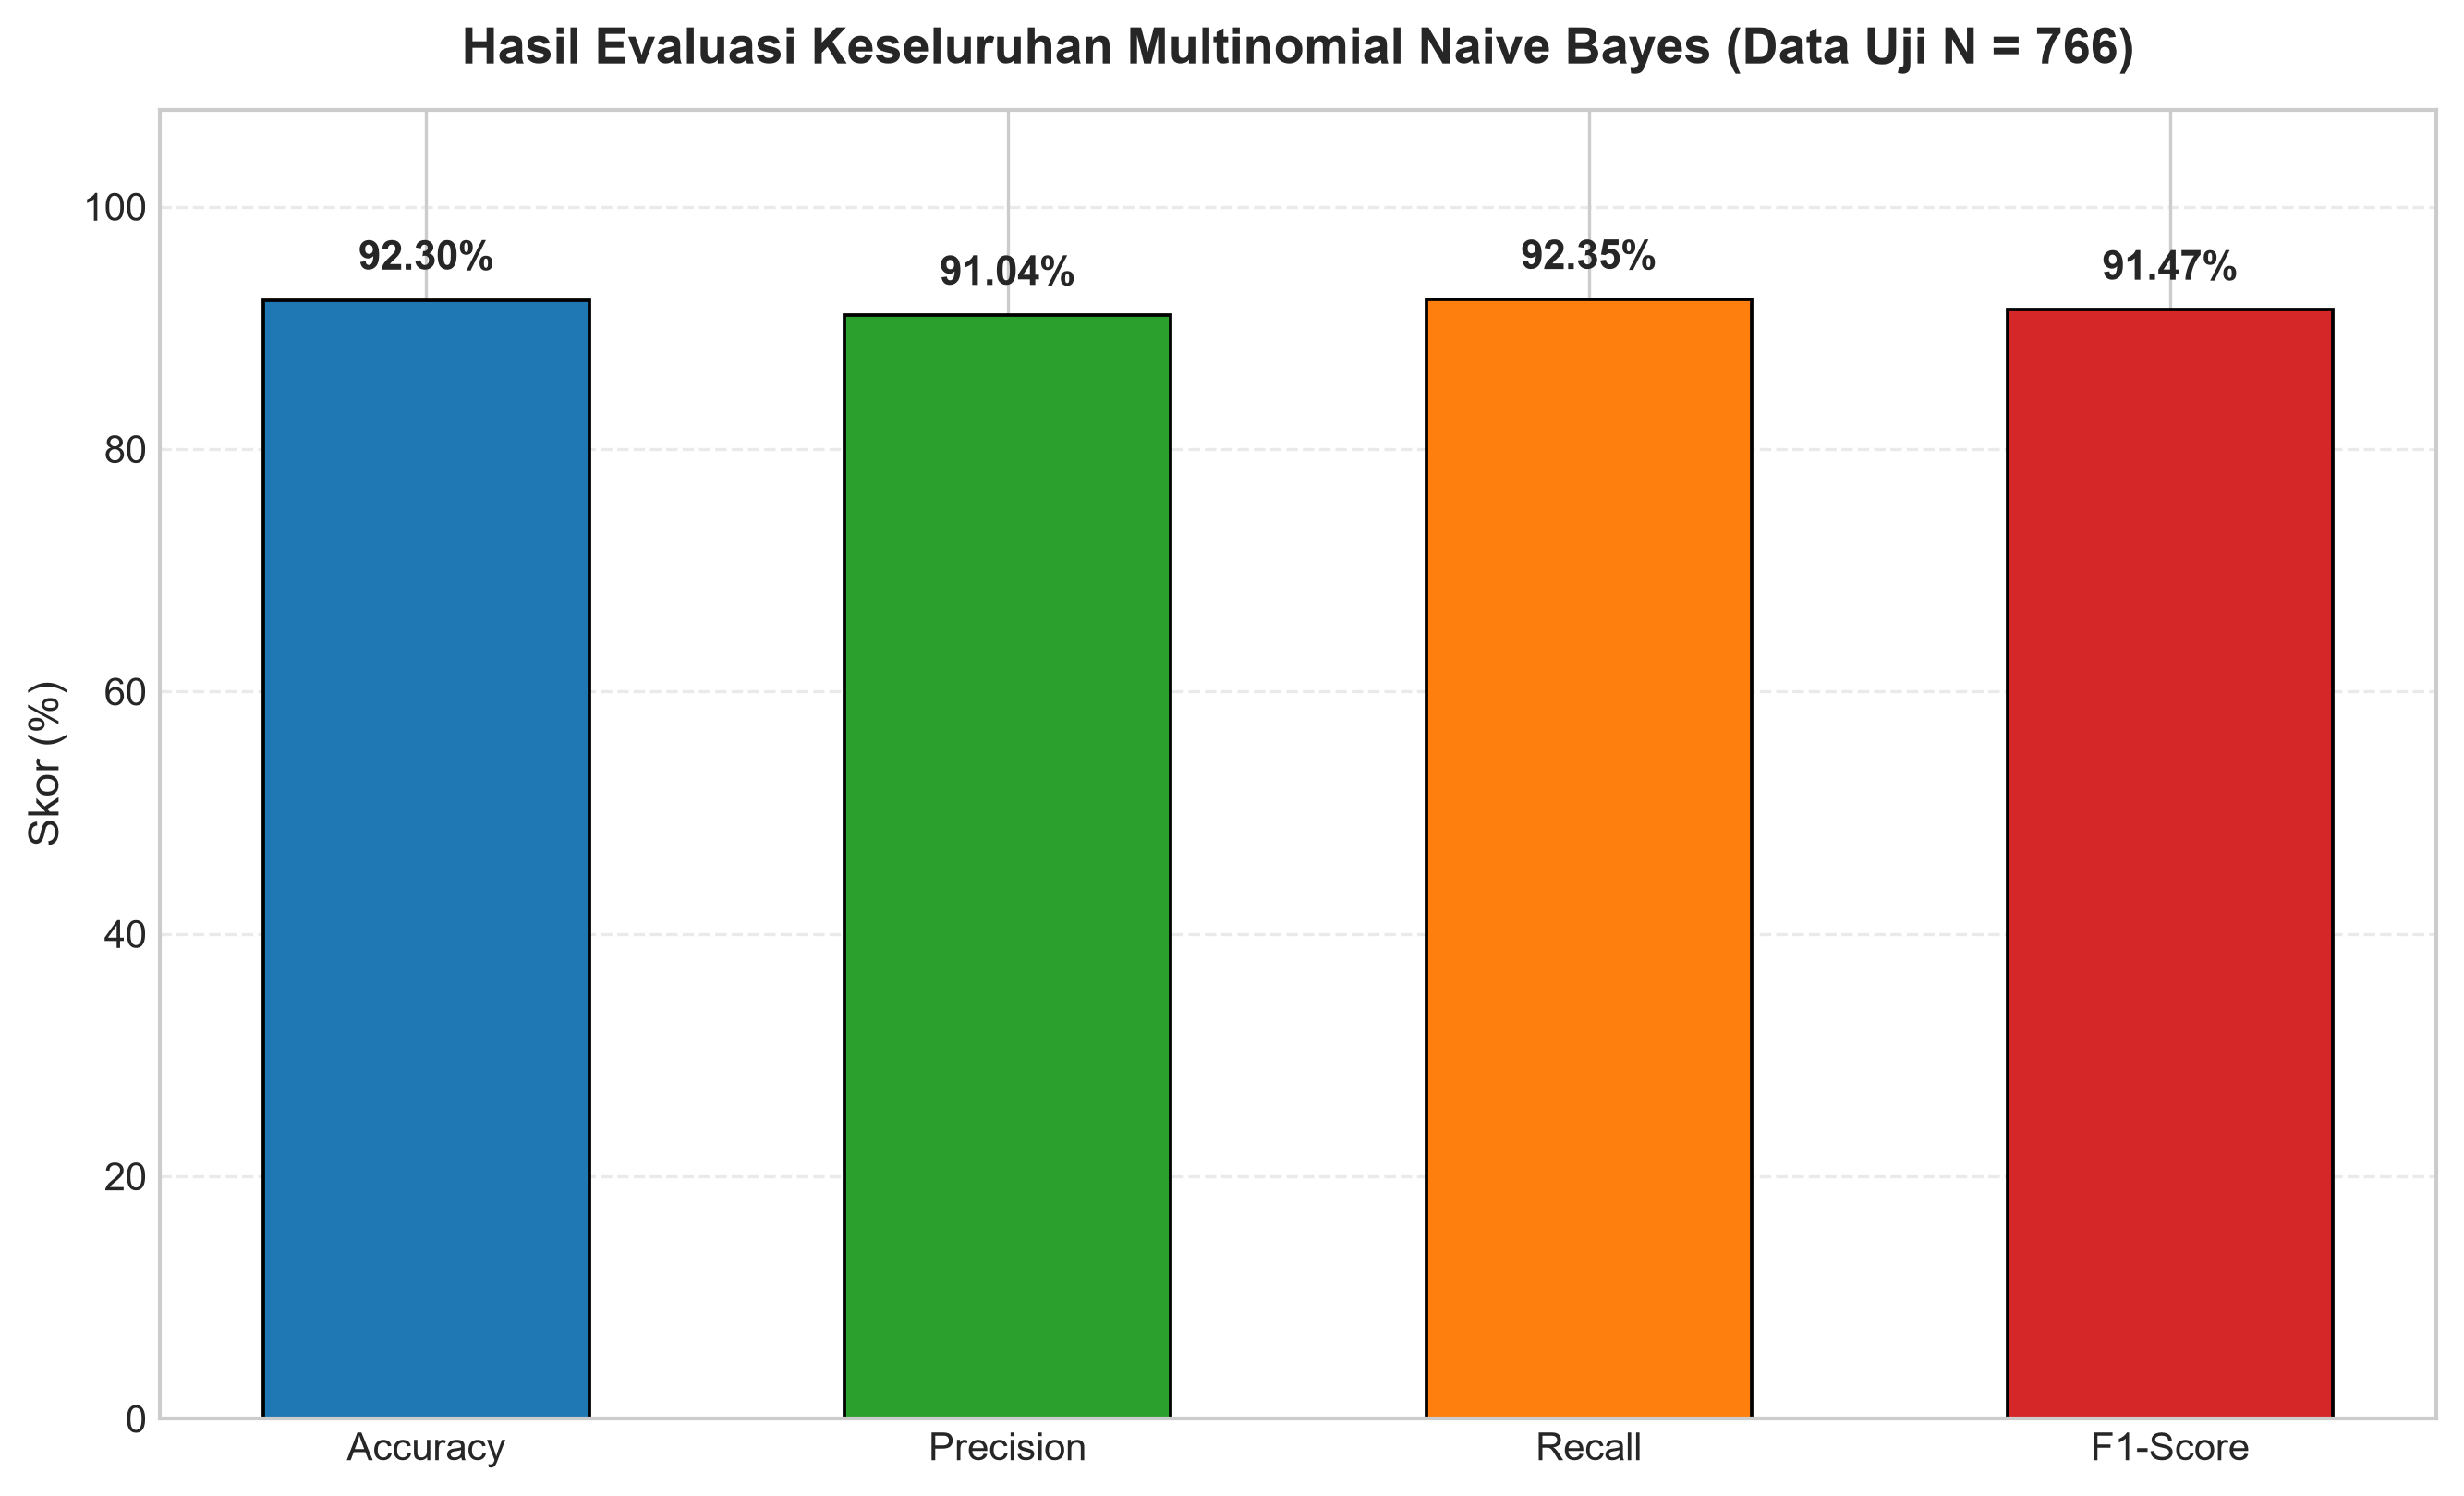 Hasil Evaluasi Keseluruhan Multinomial Naive Bayes (Data Uji N = 766)
Skor (%)
100
80
60
40
20
0
92.30%
91.04%
92.35%
91.47%
Accuracy
Precision
Recall
F1-Score